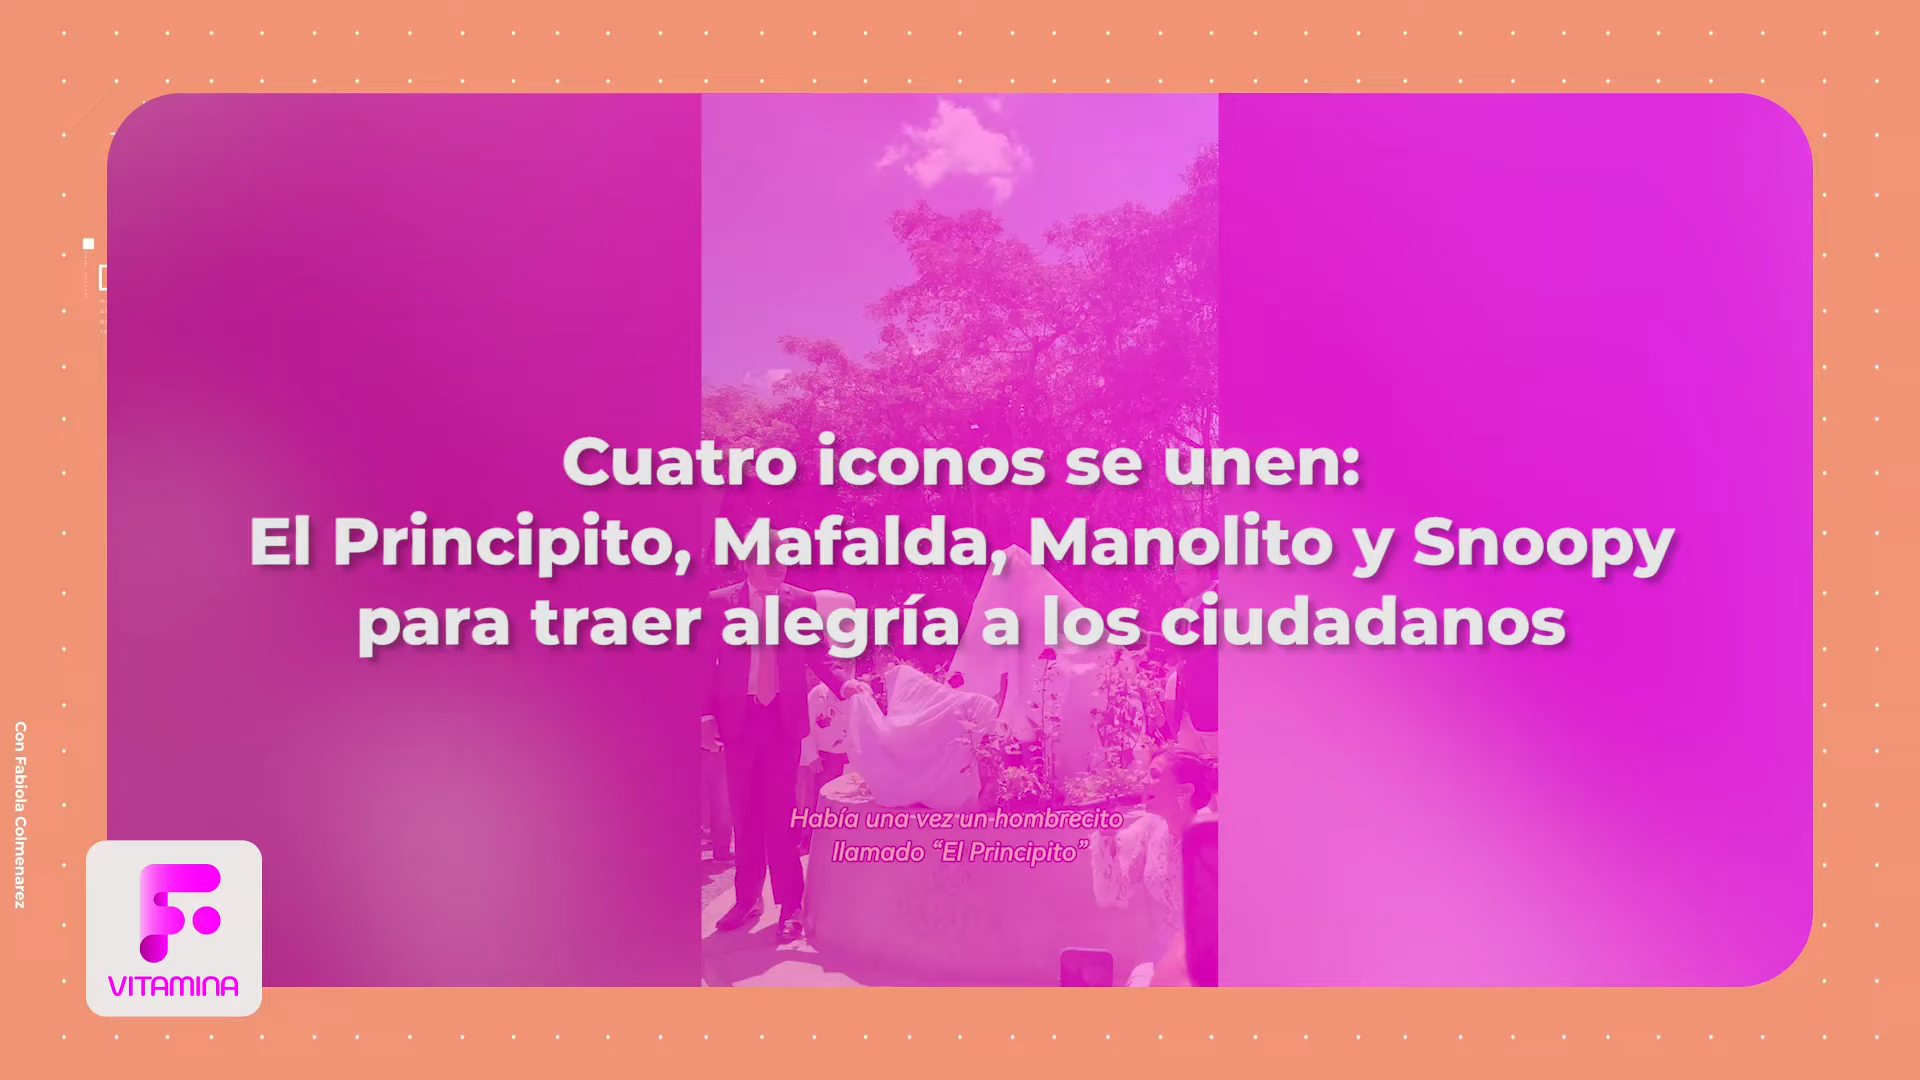 Cuatro iconos se unen:
El Principito, Mafalda, Manolito y Snoopy
para traer alegría a los ciudadanos
Había una vez un hombrecito
llamado “El Principito”
Con Fabiola Colmenarez
VITAMINA